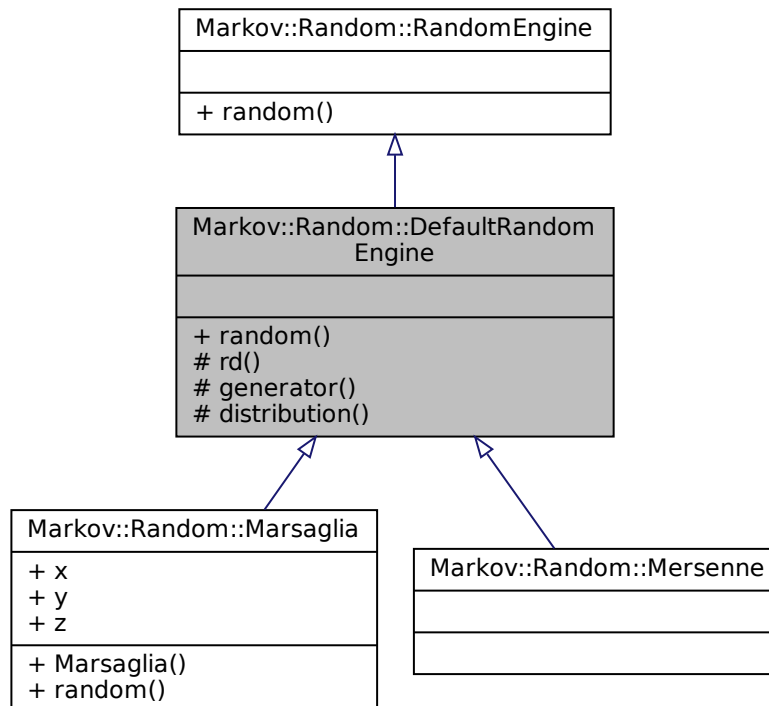 Markov::Random::RandomEngine
+ random()
Markov::Random::DefaultRandom
Engine
+ random()
# rd()
# generator()
# distribution()
Markov::Random::Marsaglia
+ x
+ y
+ z
+ Marsaglia()
+ random()
Markov::Random::Mersenne